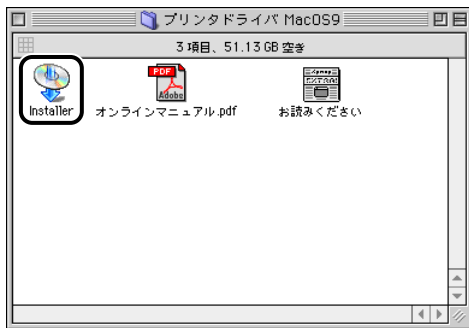 プリンタドライバ MacOS9
3 項目、51.13 GB 空き
PDF
Adobe
Installer
オンラインマニュアル.pdf
お読みください